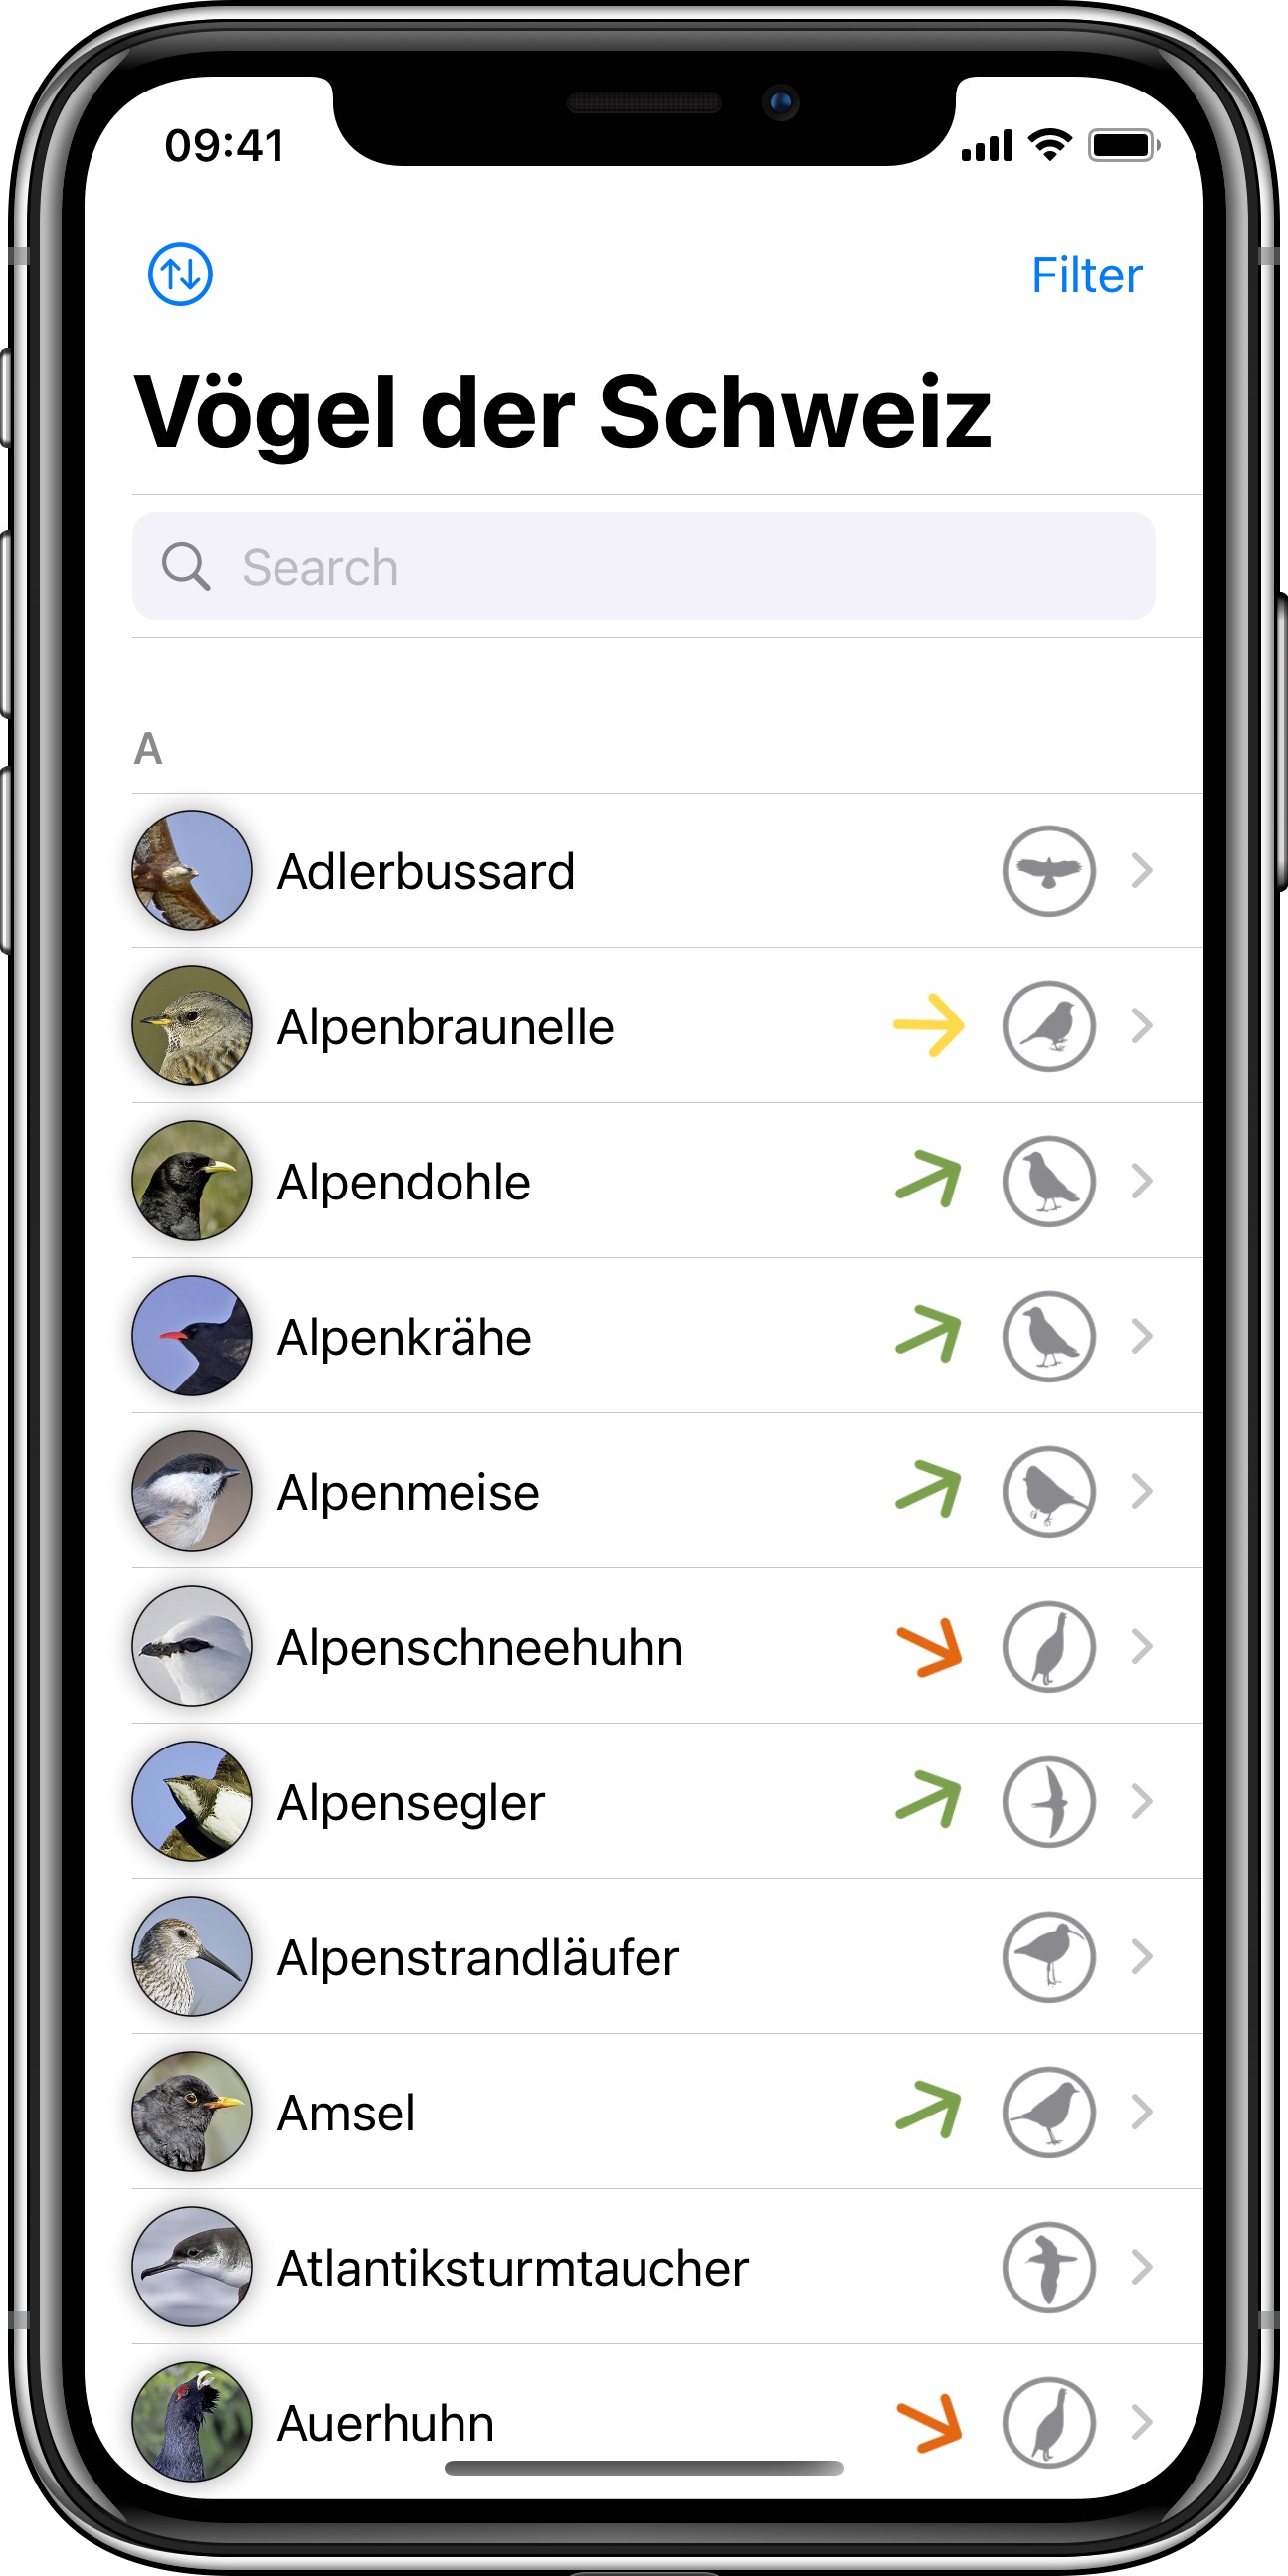 09:41
Filter
Vögel der Schweiz
Search
A
Adlerbussard
Alpenbraunelle
Alpendohle
Alpenkrähe
Alpenmeise
Alpenschneehuhn
Alpensegler
Alpenstrandläufer
Amsel
Atlantiksturmtaucher
Auerhuhn